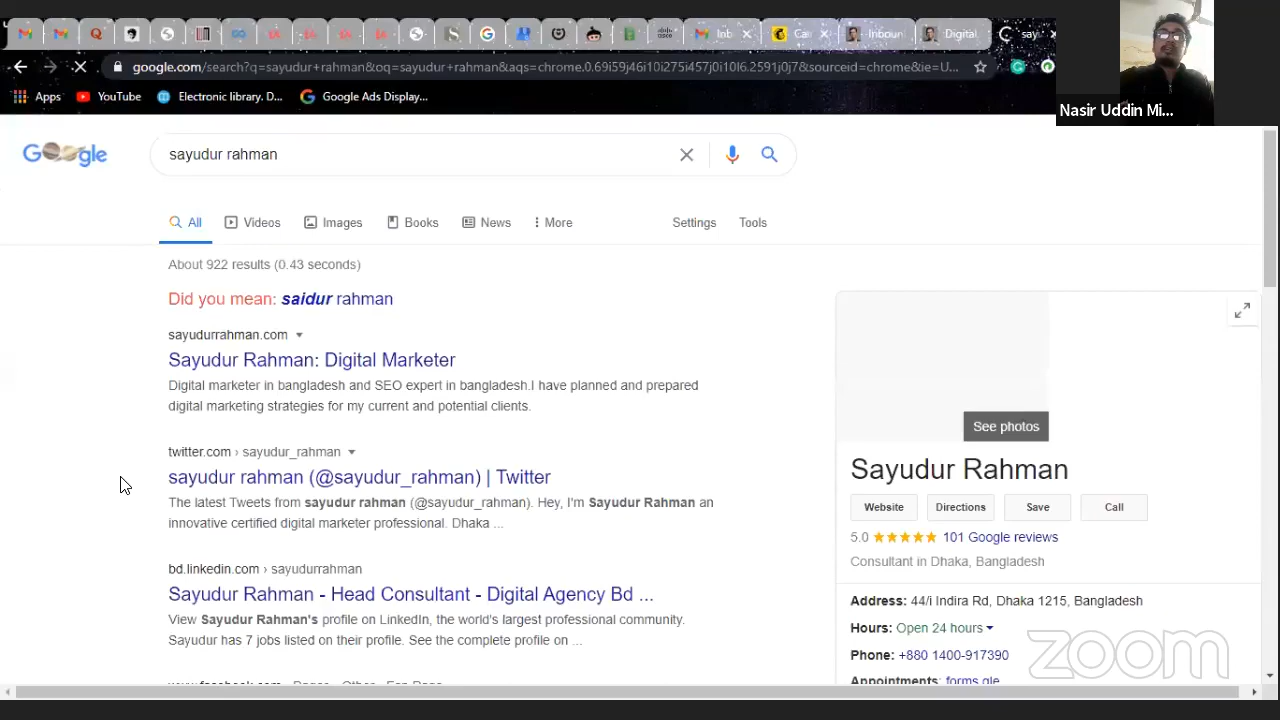 Inb
Ca
Inboun
Digital
say
google.com/search?q=sayudur+rahman&oq=sayudur+rahman&aqs=chrome.0.69i59j46i10i275i457j0i10l6.2591j0j7&sourceid=chrome&ie=U...
Apps
YouTube
Electronic library. D...
Google Ads Display...
Nasir Uddin Mi...
Google
sayudur rahman
All
Videos
Images
Books
News
More
Settings
Tools
About 922 results (0.43 seconds)
Did you mean: saidur rahman
sayudurrahman.com
Sayudur Rahman: Digital Marketer
Digital marketer in bangladesh and SEO expert in bangladesh.I have planned and prepared
digital marketing strategies for my current and potential clients.
twitter.com › sayudur_rahman
sayudur rahman (@sayudur_rahman) | Twitter
The latest Tweets from sayudur rahman (@sayudur_rahman). Hey, I'm Sayudur Rahman an
innovative certified digital marketer professional. Dhaka ...
bd.linkedin.com › sayudurrahman
Sayudur Rahman - Head Consultant - Digital Agency Bd ...
View Sayudur Rahman's profile on LinkedIn, the world's largest professional community.
Sayudur has 7 jobs listed on their profile. See the complete profile on ...
See photos
Sayudur Rahman
Website
Directions
Save
Call
5.0 ★★★★★ 101 Google reviews
Consultant in Dhaka, Bangladesh
Address: 44/i Indira Rd, Dhaka 1215, Bangladesh
Hours: Open 24 hours
Phone: +880 1400-917390
Appointments: forms.gle
zoom